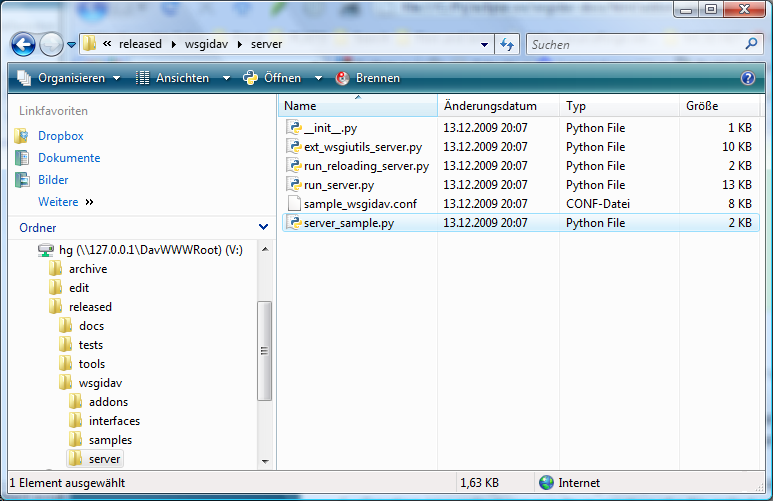 « released wsgidav server Suchen
Organisieren Ansichten Öffnen Brennen
Linkfavoriten
Dropbox
Dokumente
Bilder
Weitere »
Ordner
hg (\\127.0.0.1\DavWWWRoot) (V:)
archive
edit
released
docs
tests
tools
wsgidav
addons
interfaces
samples
server
Name Änderungsdatum Typ Größe
__init__.py 13.12.2009 20:07 Python File 1 KB
ext_wsgiutils_server.py 13.12.2009 20:07 Python File 10 KB
run_reloading_server.py 13.12.2009 20:07 Python File 2 KB
run_server.py 13.12.2009 20:07 Python File 13 KB
sample_wsgidav.conf 13.12.2009 20:07 CONF-Datei 8 KB
server_sample.py 13.12.2009 20:07 Python File 2 KB
1 Element ausgewählt 1,63 KB Internet